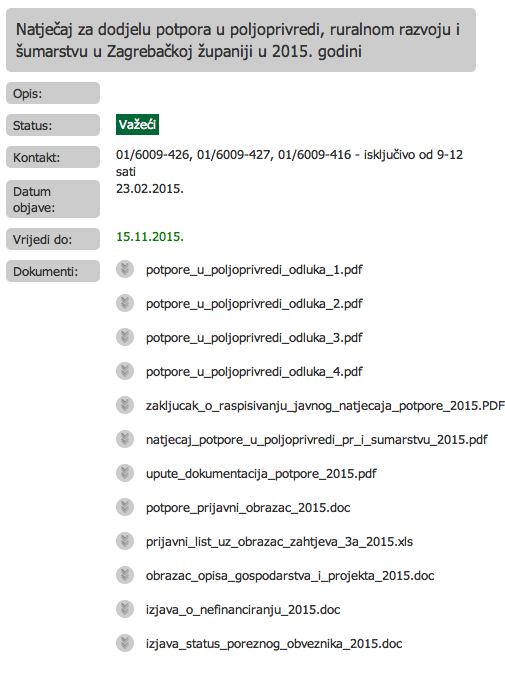 Natječaj za dodjelu potpora u poljoprivredi, ruralnom razvoju i
šumarstvu u Zagrebačkoj županiji u 2015. godini
Opis:
Status:
Važeći
Kontakt:
01/6009-426, 01/6009-427, 01/6009-416 - isključivo od 9-12
sati
Datum
objave:
23.02.2015.
Vrijedi do:
15.11.2015.
Dokumenti:
potpore_u_poljoprivredi_odluka_1.pdf
potpore_u_poljoprivredi_odluka_2.pdf
potpore_u_poljoprivredi_odluka_3.pdf
potpore_u_poljoprivredi_odluka_4.pdf
zakljucak_o_raspisivanju_javnog_natjecaja_potpore_2015.PDF
natjecaj_potpore_u_poljoprivredi_pr_i_sumarstvu_2015.pdf
upute_dokumentacija_potpore_2015.pdf
potpore_prijavni_obrazac_2015.doc
prijavni_list_uz_obrazac_zahtjeva_3a_2015.xls
obrazac_opisa_gospodarstva_i_projekta_2015.doc
izjava_o_nefinanciranju_2015.doc
izjava_status_poreznog_obveznika_2015.doc